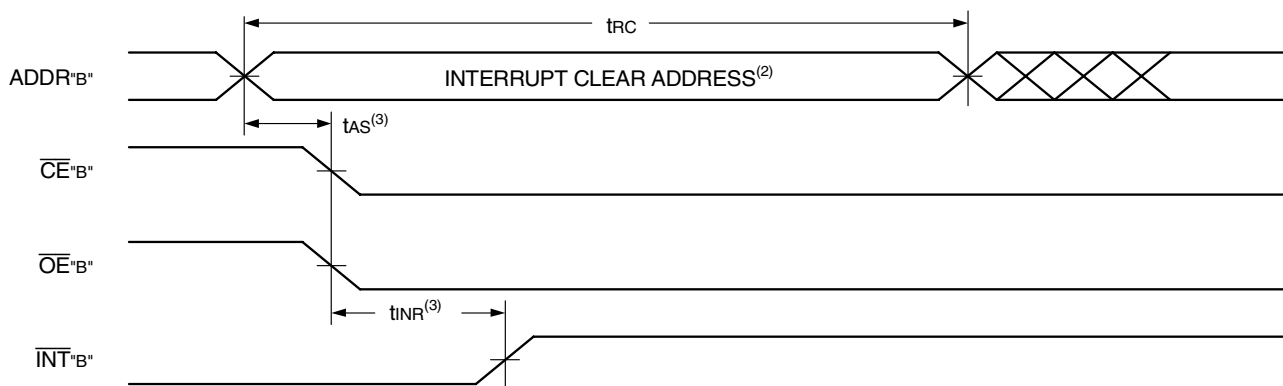 tRC
ADDR"B"
INTERRUPT CLEAR ADDRESS(2)
tAS(3)
CE"B"
OE"B"
tINR(3)
INT"B"